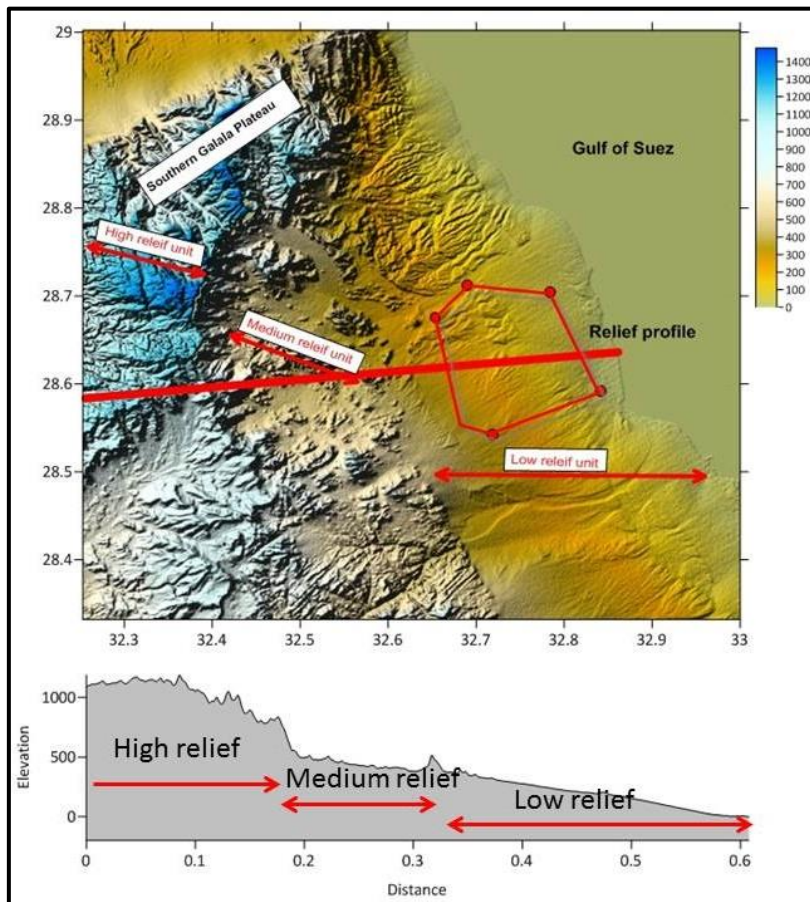 29
28.9
28.8
28.7
28.6
28.5
28.4
32.3 32.4 32.5 32.6 32.7 32.8 32.9 33
Southern Galala Plateau
Gulf of Suez
High releif unit
Medium releif unit
Relief profile
Low releif unit
1400
1300
1200
1100
1000
900
800
700
600
500
400
300
200
100
0
Elevation
1000
500
0
High relief
Medium relief
Low relief
0 0.1 0.2 0.3 0.4 0.5 0.6
Distance